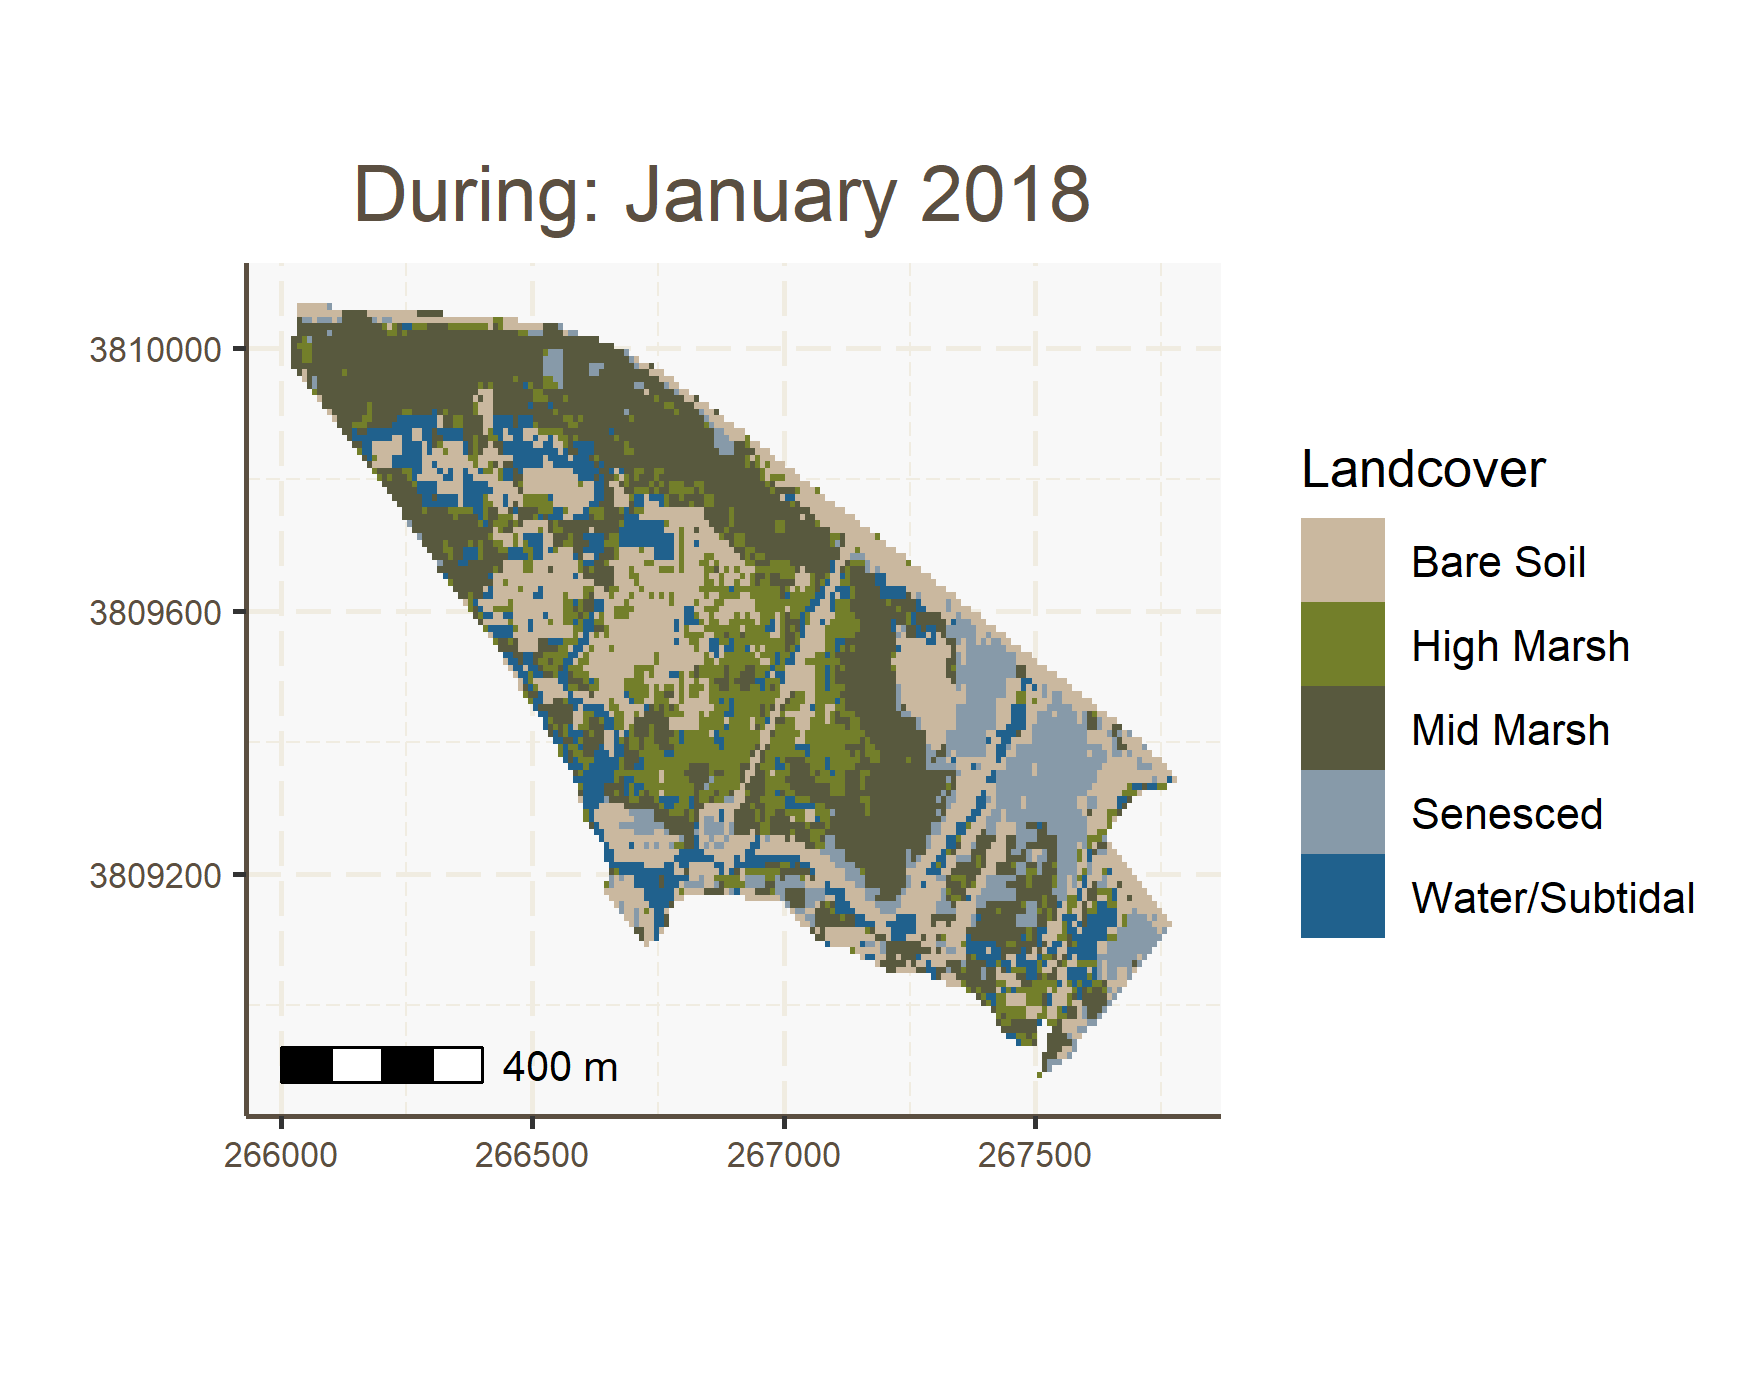 During: January 2018
3810000
3809600
3809200
400 m
266000
266500
267000
267500
Landcover
Bare Soil
High Marsh
Mid Marsh
Senesced
Water/Subtidal